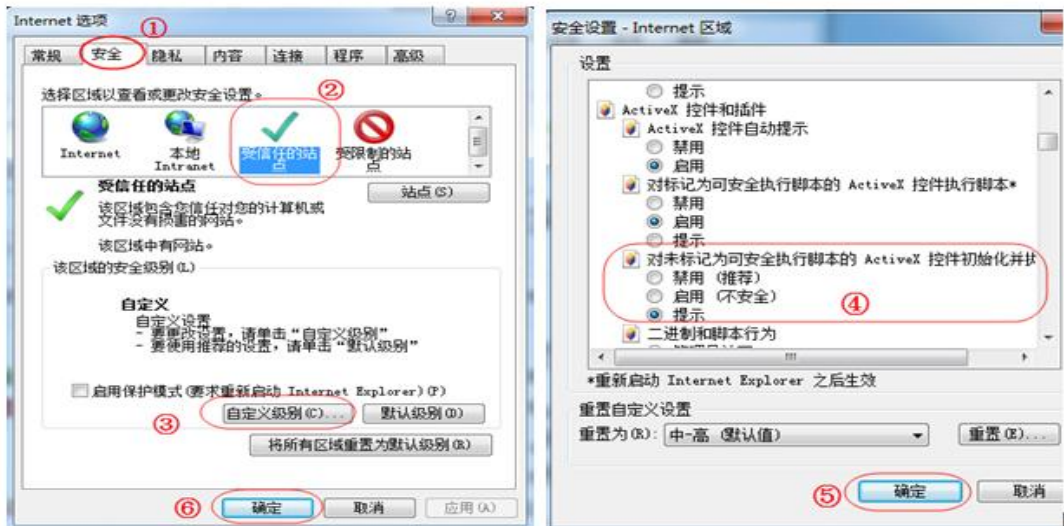 Internet 选项
①
常规 安全 隐私 内容 连接 程序 高级
选择区域以查看或更改安全设置。
②
Internet 本地 Intranet 受信任的站点 受限制的站点
受信任的站点
站点(S)
该区域包含您信任对您的计算机或
文件没有损害的网站。
该区域中有网站。
该区域的安全级别(L)
自定义
自定义设置
- 要更改设置，请单击“自定义级别”
- 要使用推荐的设置，请单击“默认级别”
启用保护模式(要求重新启动 Internet Explorer)(P)
③
自定义级别(C)... 默认级别(D)
将所有区域重置为默认级别(R)
⑥
确定 取消 应用(A)
安全设置 - Internet 区域
设置
提示
ActiveX 控件和插件
ActiveX 控件自动提示
禁用
启用
对标记为可安全执行脚本的 ActiveX 控件执行脚本*
禁用
启用
提示
对未标记为可安全执行脚本的 ActiveX 控件初始化并
禁用 (推荐)
启用 (不安全)
④
提示
二进制和脚本行为
*重新启动 Internet Explorer 之后生效
重置自定义设置
重置为(R): 中-高 (默认值) 重置(E)...
⑤
确定 取消